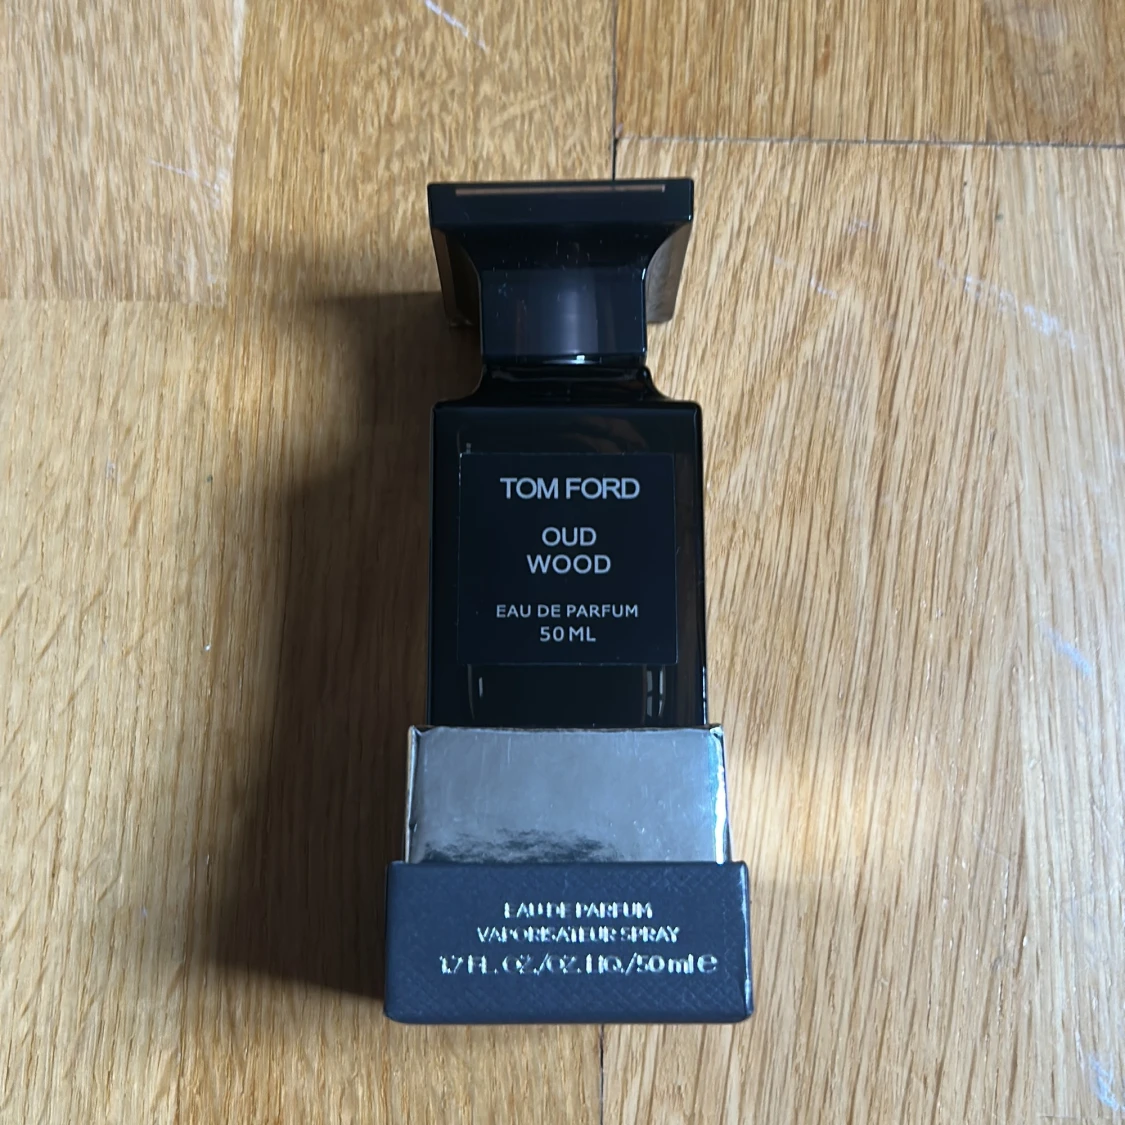 TOM FORD
OUD
WOOD
EAU DE PARFUM
50 ML
EAU DE PARFUM
VAPORISATEUR SPRAY
1.7 FL. OZ./OZ. LIQ./50 ml e